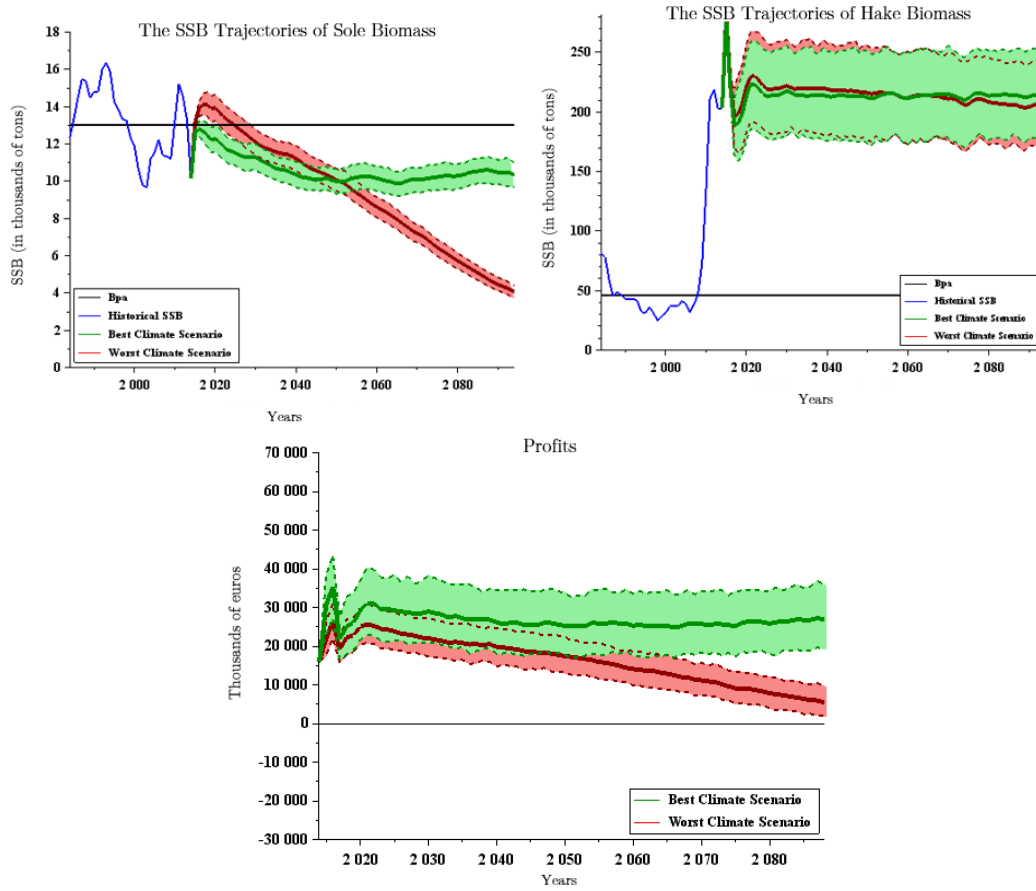 The SSB Trajectories of Sole Biomass
SSB (in thousands of tons)
18
16
14
12
10
8
6
4
2
0
Bpa
Historical SSB
Best Climate Scenario
Worst Climate Scenario
2 000
2 020
2 040
2 060
2 080
Years
The SSB Trajectories of Hake Biomass
SSB (in thousands of tons)
250
200
150
100
50
0
Bpa
Historical SSB
Best Climate Scenario
Worst Climate Scenario
2 000
2 020
2 040
2 060
2 080
Years
Profits
Thousands of euros
70 000
60 000
50 000
40 000
30 000
20 000
10 000
0
-10 000
-20 000
-30 000
Best Climate Scenario
Worst Climate Scenario
2 020
2 030
2 040
2 050
2 060
2 070
2 080
Years